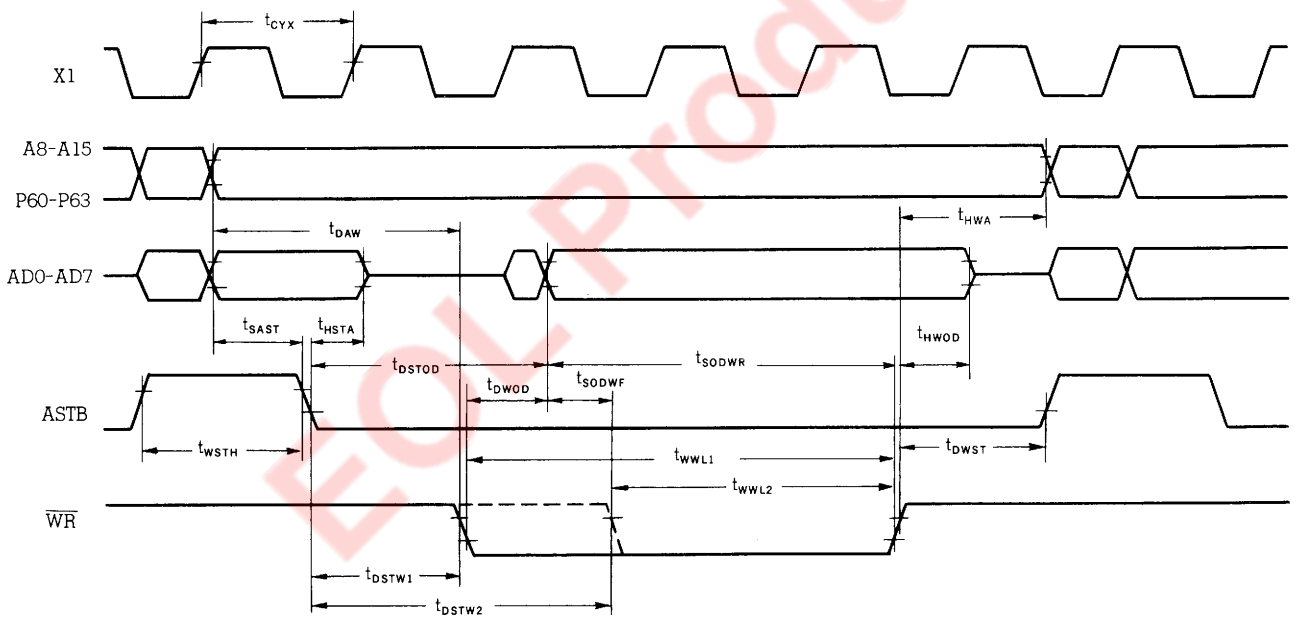 tCYX
X1
A8-A15
P60-P63
tHWA
tDAW
AD0-AD7
tSAST tHSTA
tHWOD
tDSTOD tSODWR
tDWOD tSODWF
ASTB
tWSTH tWWL1 tDWST
tWWL2
WR
tDSTW1
tDSTW2
EOL Produ